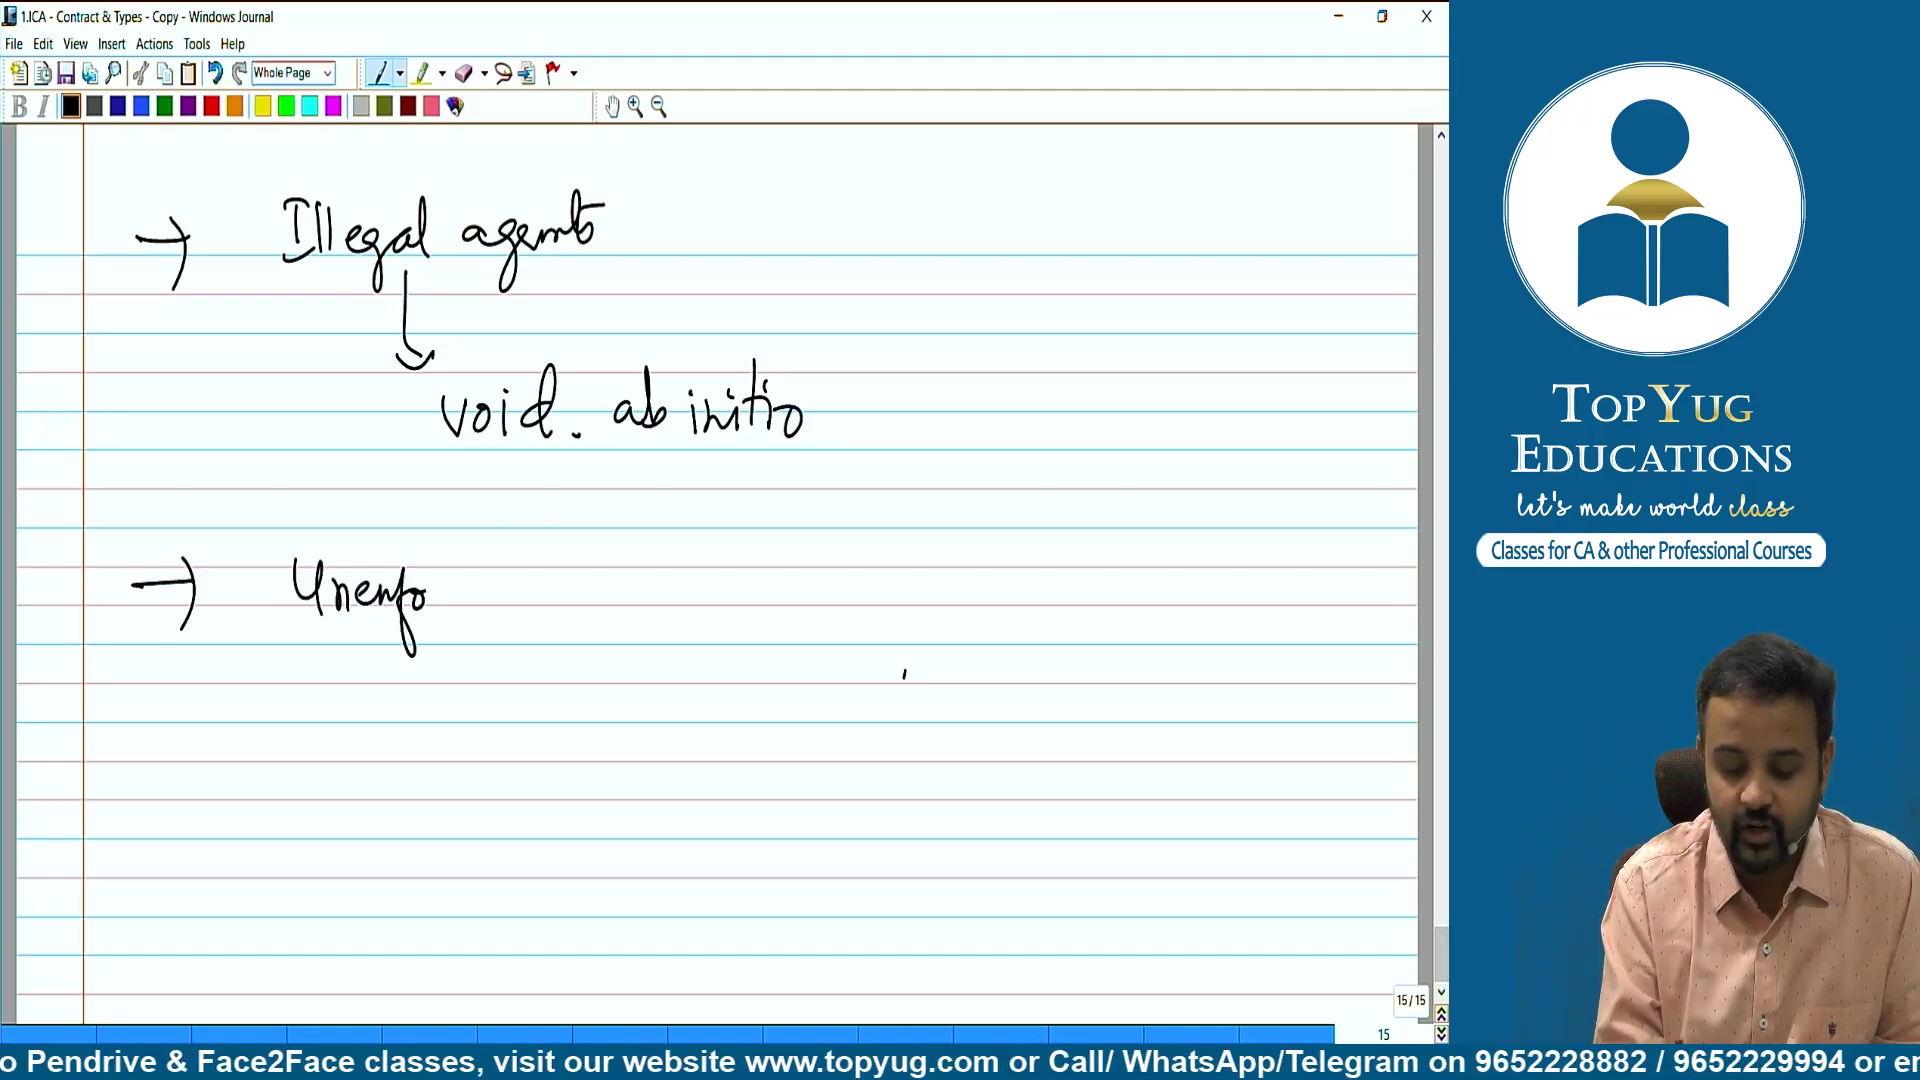 1.ICA - Contract & Types - Copy - Windows Journal
File Edit View Insert Actions Tools Help
Whole Page
B I
→ Illegal agemts
void. ab initio
→ Unenfo
15/15
15
TOPYUG
EDUCATIONS
let's make world class
Classes for CA & other Professional Courses
o Pendrive & Face2Face classes, visit our website www.topyug.com or Call/ WhatsApp/Telegram on 9652228882 / 9652229994 or er